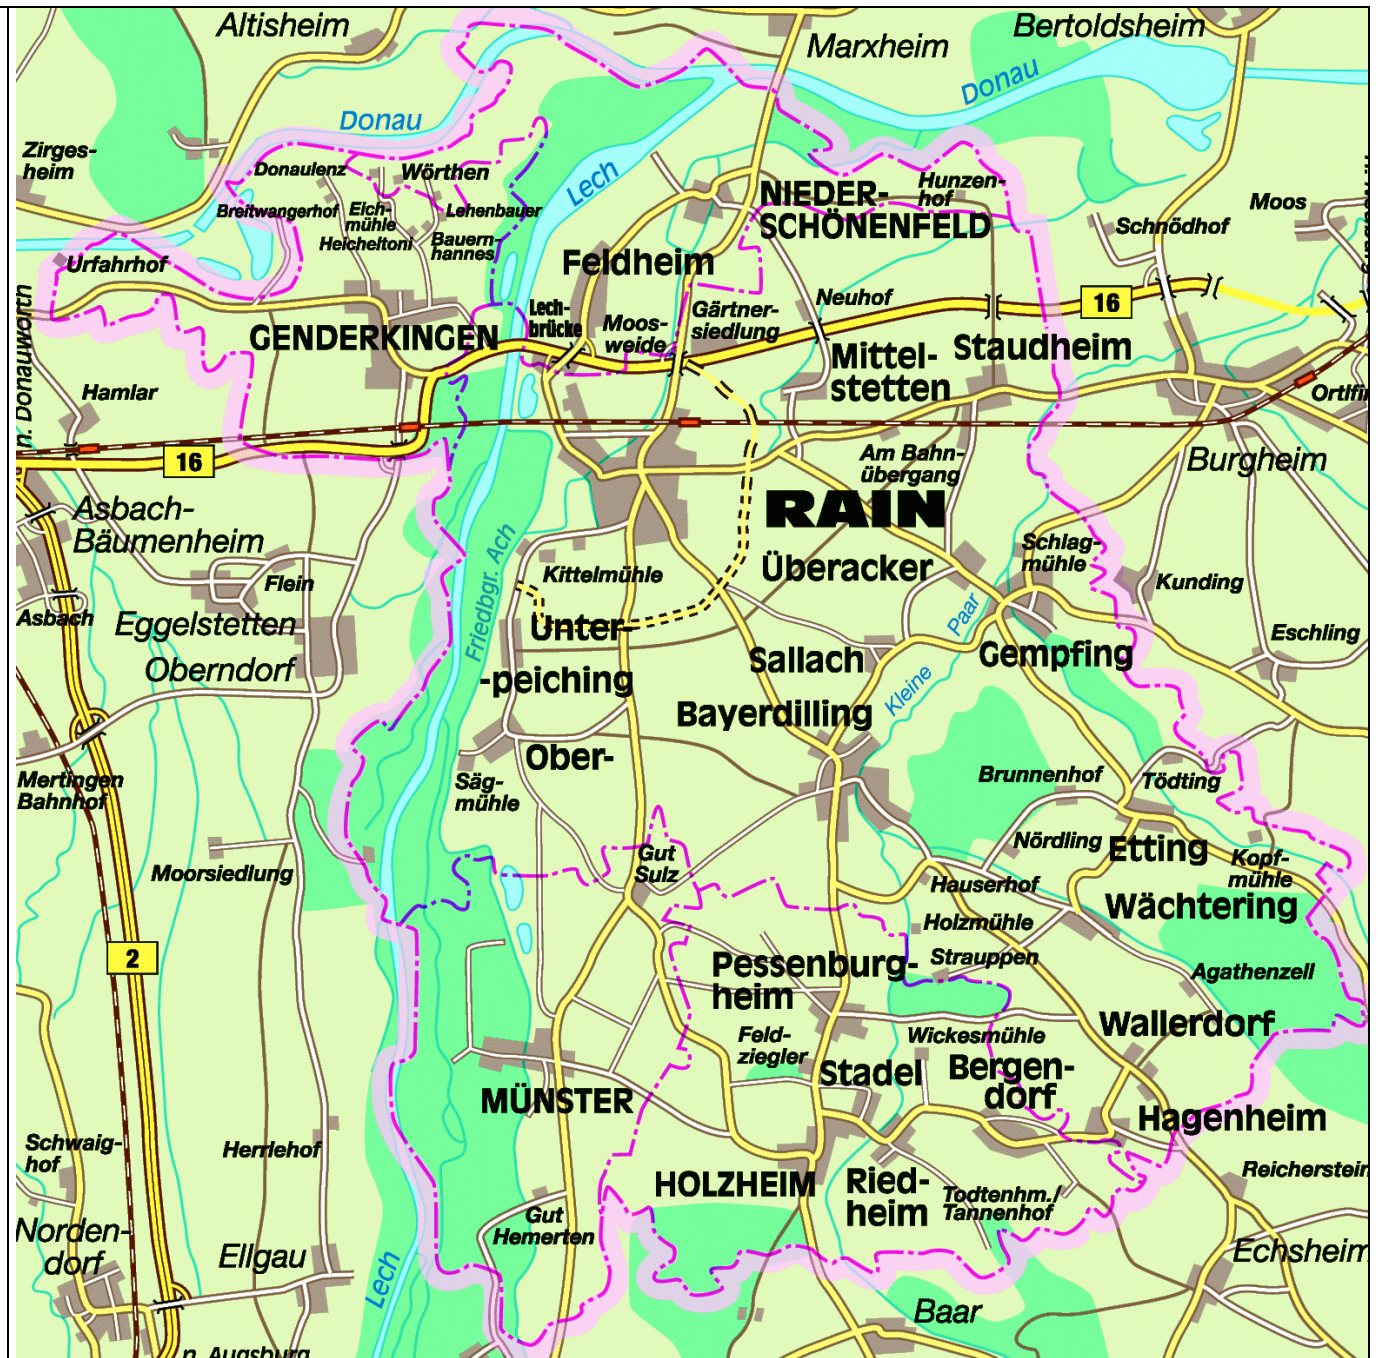 Altisheim
Marxheim
Bertoldsheim
Donau
Donau
Zirges-
heim
Donaulenz
Wörthen
Lech
Hunzen-
hof
NIEDER-
SCHÖNENFELD
Breitwangerhof
Eich-
mühle
Lehenbauer
Heicheltoni
Bauern-
hannes
Schnödhof
Moos
Urfahrhof
Feldheim
n. Donauwörth
GENDERKINGEN
Lech-
brücke
Moos-
weide
Gärtner-
siedlung
Neuhof
16
Mittel-
stetten
Staudheim
Hamlar
16
Am Bahn-
übergang
Burgheim
RAIN
Asbach-
Bäumenheim
Friedbgr. Ach
Kittelmühle
Überacker
Schlag-
mühle
Kunding
Flein
Asbach
Eggelstetten
Oberndorf
Unter-
-peiching
Ober-
Sallach
Paar
Gempfing
Eschling
Kleine
Bayerdilling
Mertingen
Bahnhof
Säg-
mühle
Brunnenhof
Tödting
Nördling
Etting
Kopf-
mühle
Moorsiedlung
Gut
Sulz
Hauserhof
Wächtering
Holzmühle
Strauppen
2
Pessenburg-
heim
Agathenzell
Feld-
ziegler
Wickesmühle
Wallerdorf
Stadel
Bergen-
dorf
MÜNSTER
Hagenheim
Schwaig-
hof
Herrlehof
HOLZHEIM
Ried-
heim
Todtenhm./
Tannenhof
Gut
Hemerten
Norden-
dorf
Ellgau
Lech
Echsheim
Baar
n. Augsburg